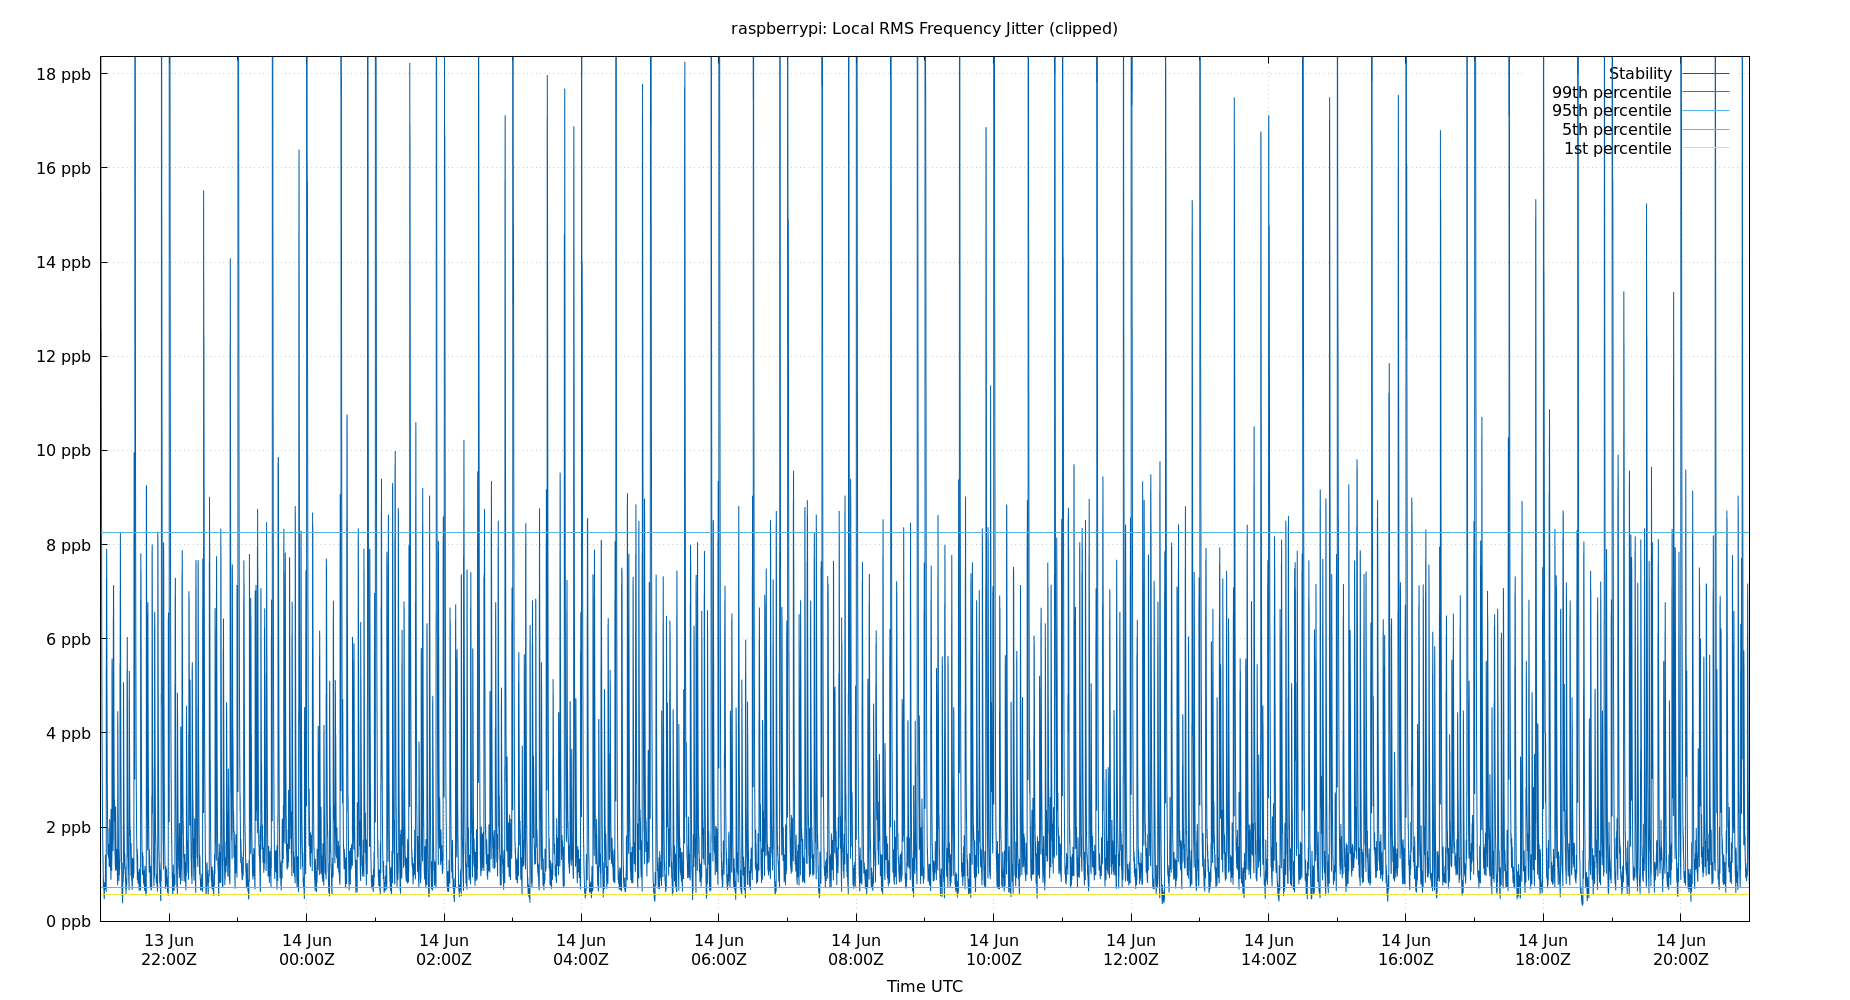 raspberrypi: Local RMS Frequency Jitter (clipped)
18 ppb
16 ppb
14 ppb
12 ppb
10 ppb
8 ppb
6 ppb
4 ppb
2 ppb
0 ppb
Stability
99th percentile
95th percentile
5th percentile
1st percentile
13 Jun 14 Jun 14 Jun 14 Jun 14 Jun 14 Jun 14 Jun 14 Jun 14 Jun 14 Jun 14 Jun 14 Jun
22:00Z 00:00Z 02:00Z 04:00Z 06:00Z 08:00Z 10:00Z 12:00Z 14:00Z 16:00Z 18:00Z 20:00Z
Time UTC